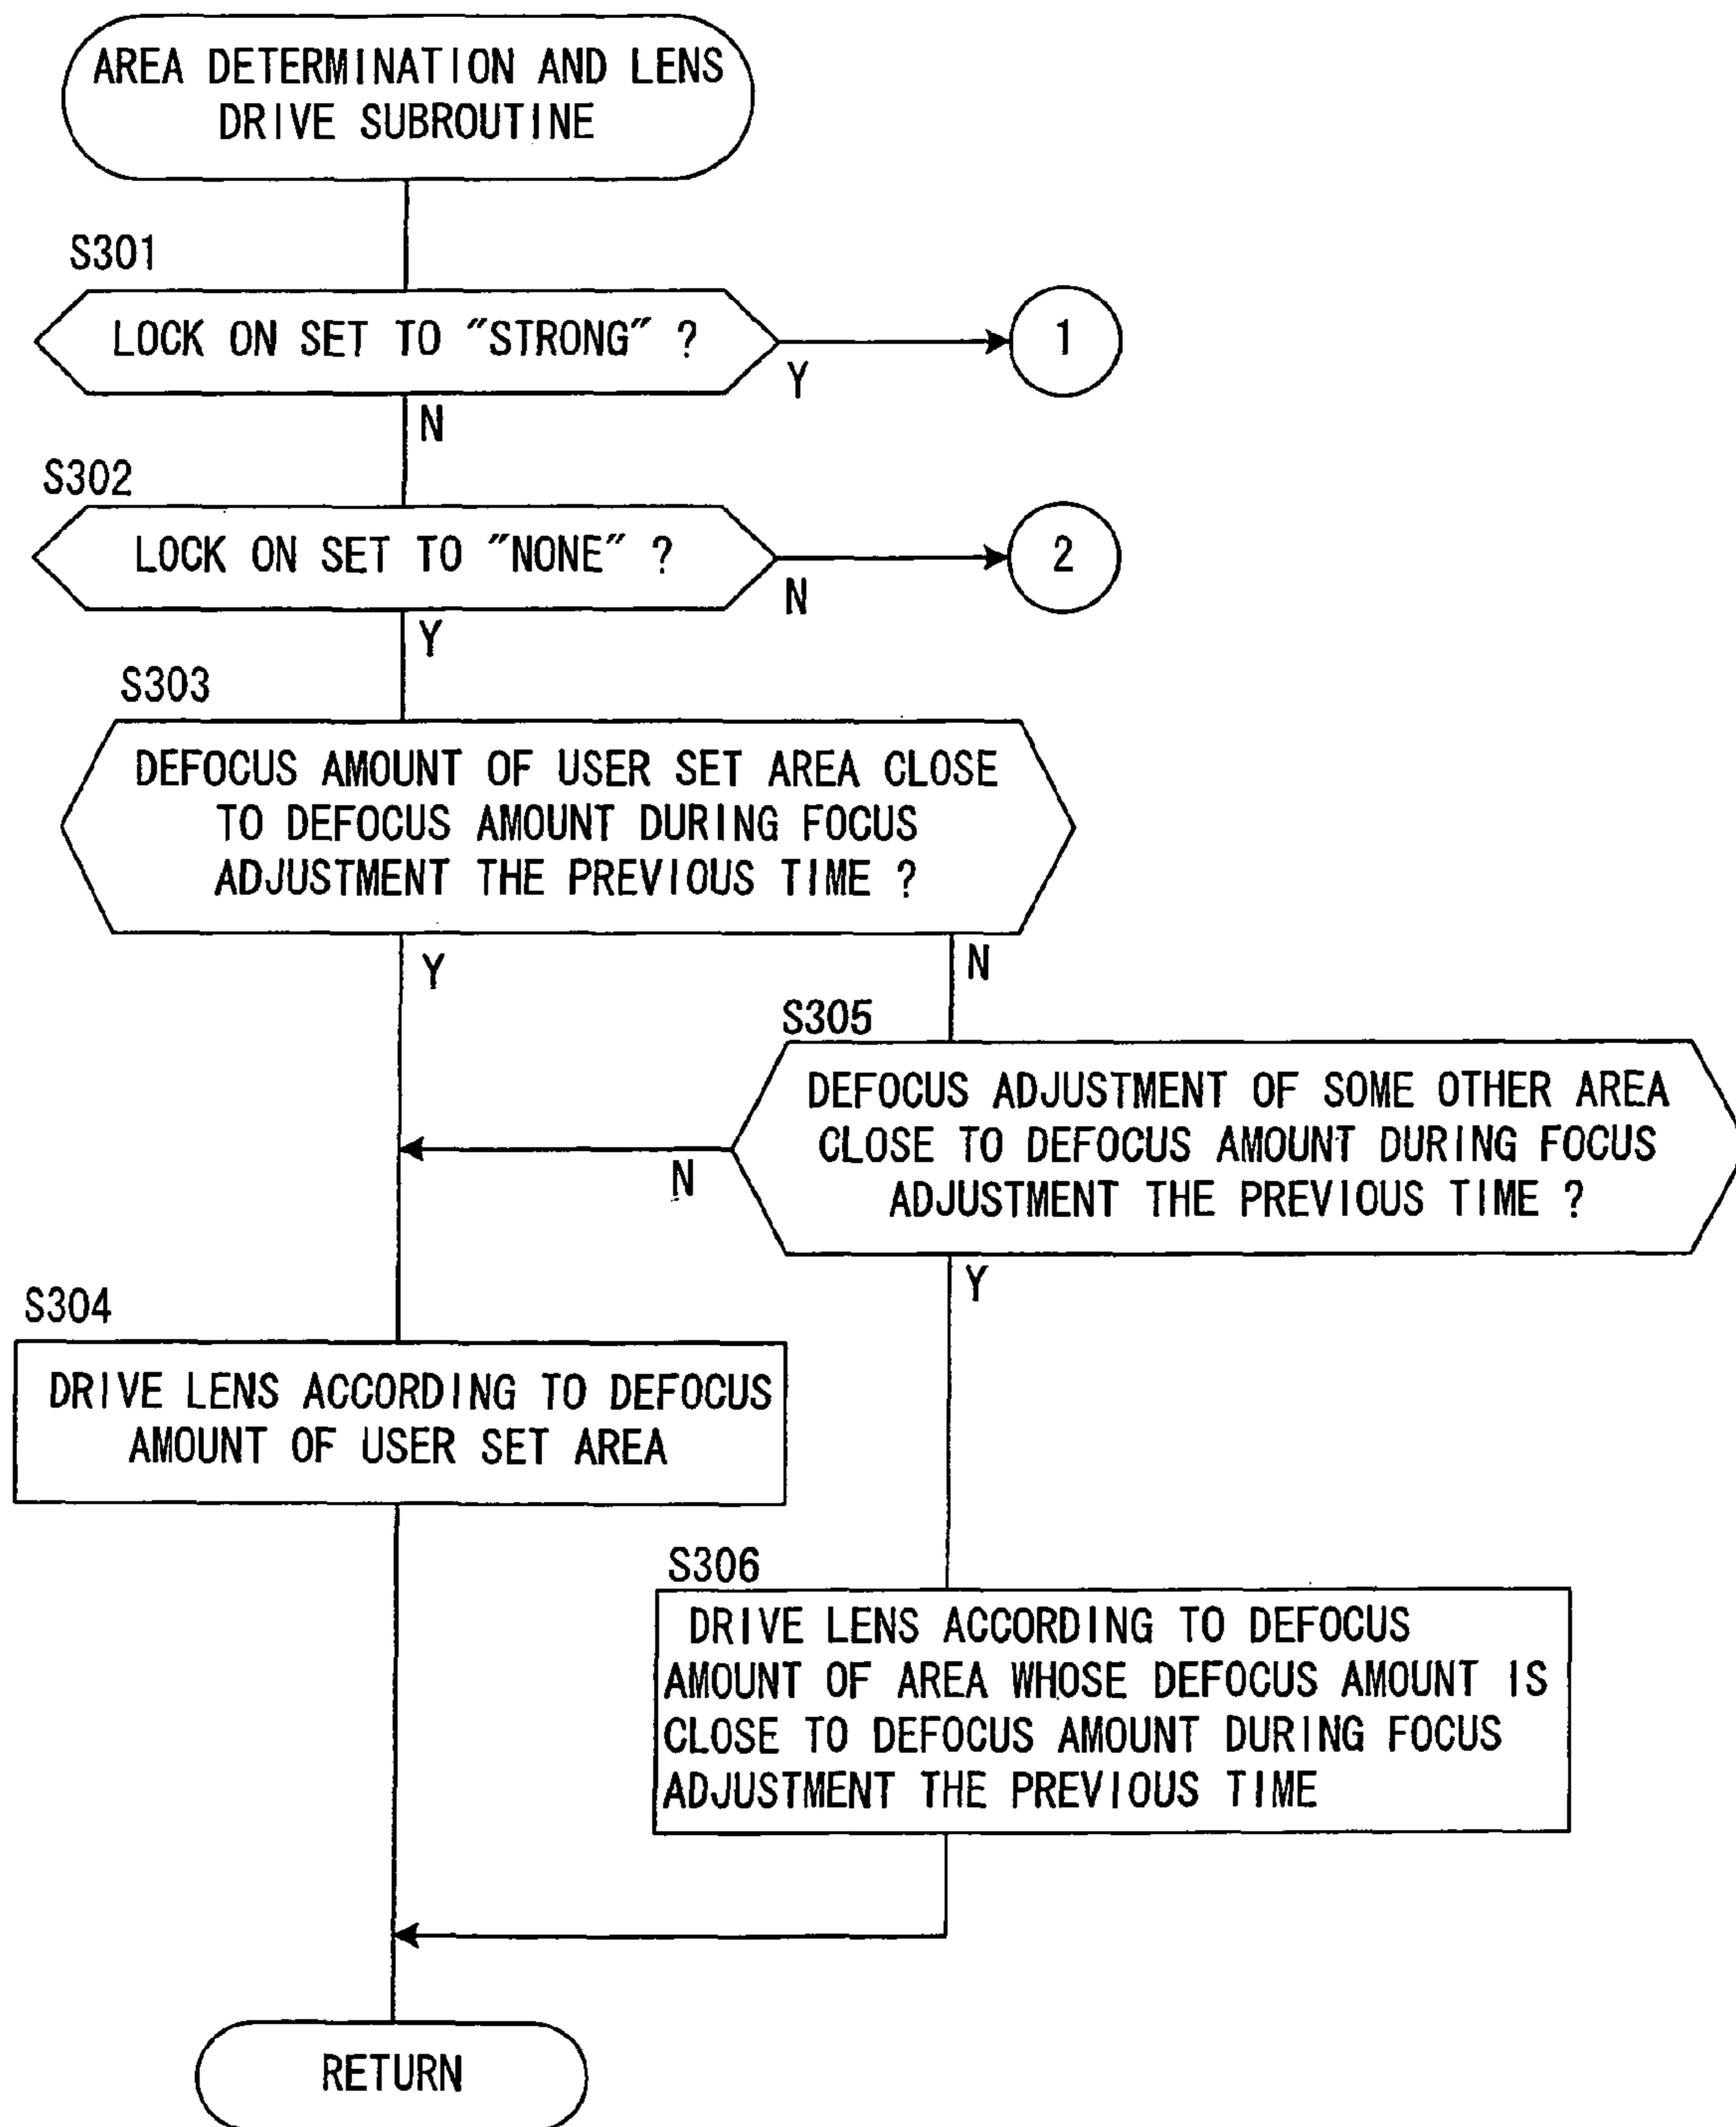 AREA DETERMINATION AND LENS
DRIVE SUBROUTINE
S301
LOCK ON SET TO "STRONG" ?
Y
1
N
S302
LOCK ON SET TO "NONE" ?
N
2
Y
S303
DEFOCUS AMOUNT OF USER SET AREA CLOSE
TO DEFOCUS AMOUNT DURING FOCUS
ADJUSTMENT THE PREVIOUS TIME ?
Y
N
S305
DEFOCUS ADJUSTMENT OF SOME OTHER AREA
CLOSE TO DEFOCUS AMOUNT DURING FOCUS
ADJUSTMENT THE PREVIOUS TIME ?
N
Y
S304
DRIVE LENS ACCORDING TO DEFOCUS
AMOUNT OF USER SET AREA
S306
DRIVE LENS ACCORDING TO DEFOCUS
AMOUNT OF AREA WHOSE DEFOCUS AMOUNT IS
CLOSE TO DEFOCUS AMOUNT DURING FOCUS
ADJUSTMENT THE PREVIOUS TIME
RETURN